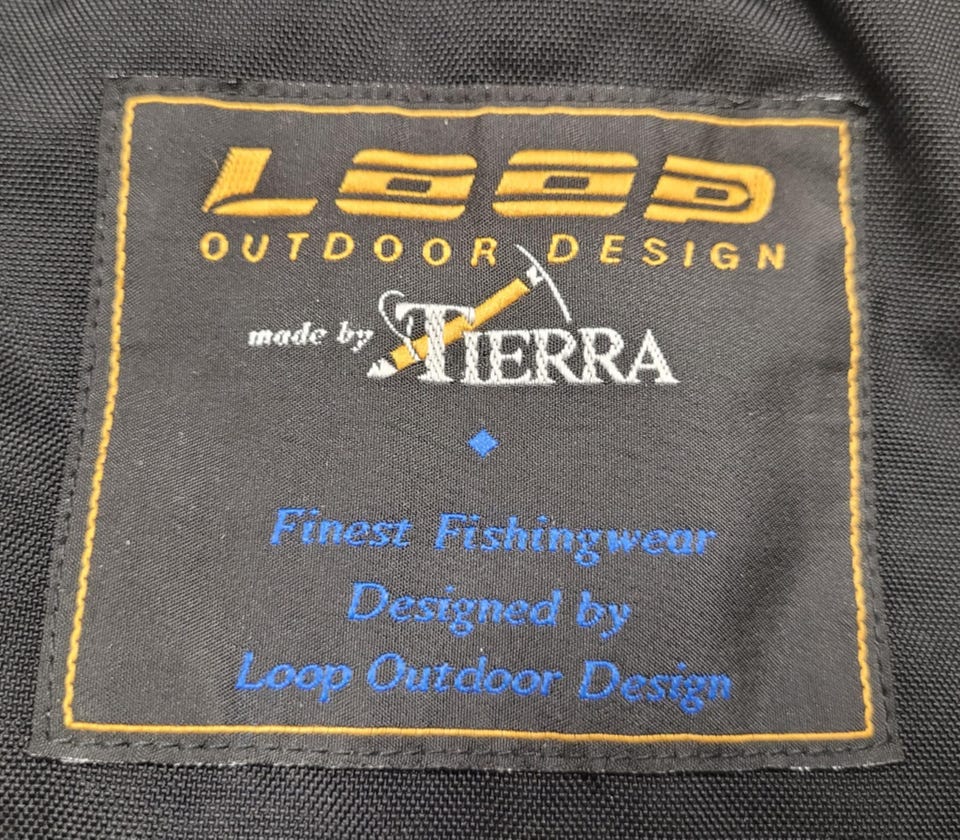 LOOP
OUTDOOR DESIGN
made by TIERRA
Finest Fishingwear
Designed by
Loop Outdoor Design